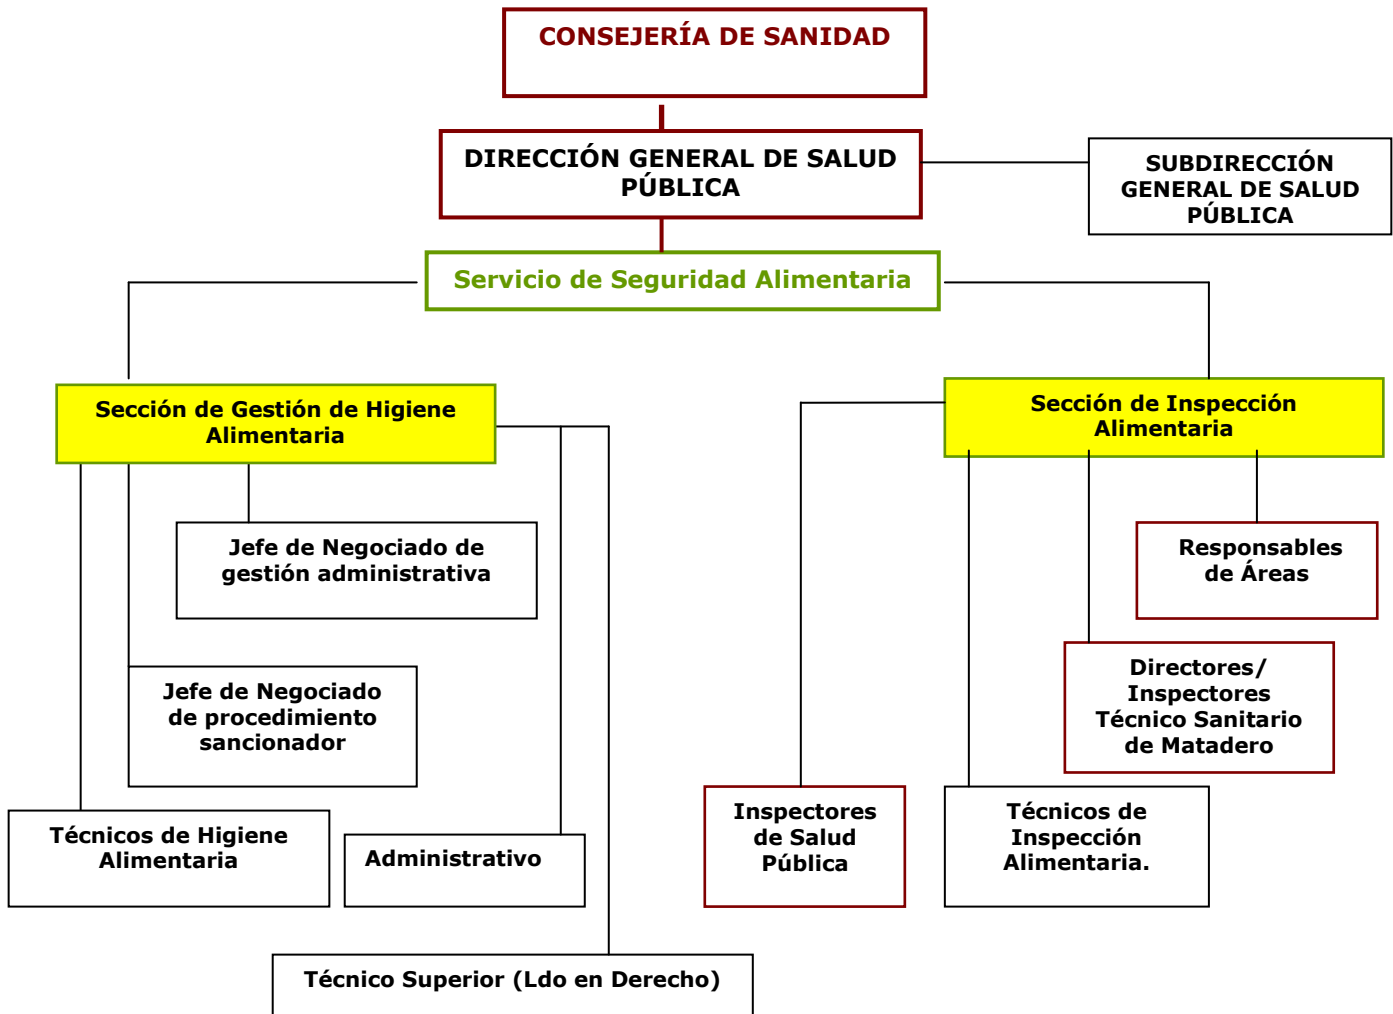 CONSEJERÍA DE SANIDAD
DIRECCIÓN GENERAL DE SALUD
PÚBLICA
SUBDIRECCIÓN
GENERAL DE SALUD
PÚBLICA
Servicio de Seguridad Alimentaria
Sección de Gestión de Higiene
Alimentaria
Sección de Inspección
Alimentaria
Jefe de Negociado de
gestión administrativa
Responsables
de Áreas
Jefe de Negociado
de procedimiento
sancionador
Directores/
Inspectores
Técnico Sanitario
de Matadero
Técnicos de Higiene
Alimentaria
Administrativo
Inspectores
de Salud
Pública
Técnicos de
Inspección
Alimentaria.
Técnico Superior (Ldo en Derecho)